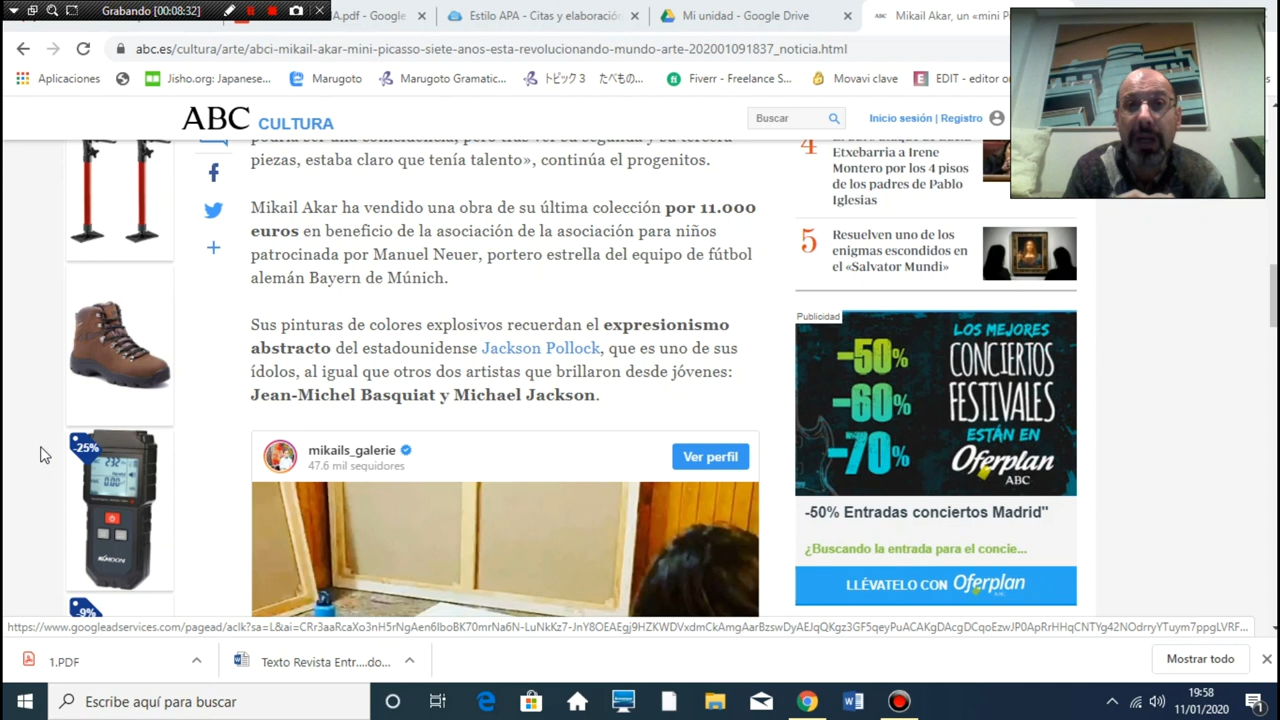 Grabando [00:08:32]
A.pdf - Google
Estilo APA - Citas y elaboración
Mi unidad - Google Drive
ABC
Mikail Akar, un «mini P
abc.es/cultura/arte/abci-mikail-akar-mini-picasso-siete-anos-esta-revolucionando-mundo-arte-202001091837_noticia.html
Aplicaciones
Jisho.org: Japanese...
Marugoto
Marugoto Gramatic...
トピック3 たべもの...
Fiverr - Freelance S...
Movavi clave
EDIT - editor o
ABC CULTURA
Buscar
Inicio sesión | Registro
piezas, estaba claro que tenía talento», continúa el progenitos.
Mikail Akar ha vendido una obra de su última colección por 11.000
euros en beneficio de la asociación de la asociación para niños
patrocinada por Manuel Neuer, portero estrella del equipo de fútbol
alemán Bayern de Múnich.
Sus pinturas de colores explosivos recuerdan el expresionismo
abstracto del estadounidense Jackson Pollock, que es uno de sus
ídolos, al igual que otros dos artistas que brillaron desde jóvenes:
Jean-Michel Basquiat y Michael Jackson.
mikails_galerie
47.6 mil seguidores
Ver perfil
4
Etxebarria a Irene
Montero por los 4 pisos
de los padres de Pablo
Iglesias
5
Resuelven uno de los
enigmas escondidos en
el «Salvator Mundi»
Publicidad
-50%
-60%
-70%
LOS MEJORES
CONCIERTOS
FESTIVALES
ESTÁN EN
Oferplan
ABC
-50% Entradas conciertos Madrid"
¿Buscando la entrada para el concie...
LLÉVATELO CON Oferplan
-25%
-9%
1.PDF
Texto Revista Entr....do...
Mostrar todo
Escribe aquí para buscar
19:58
11/01/2020
1